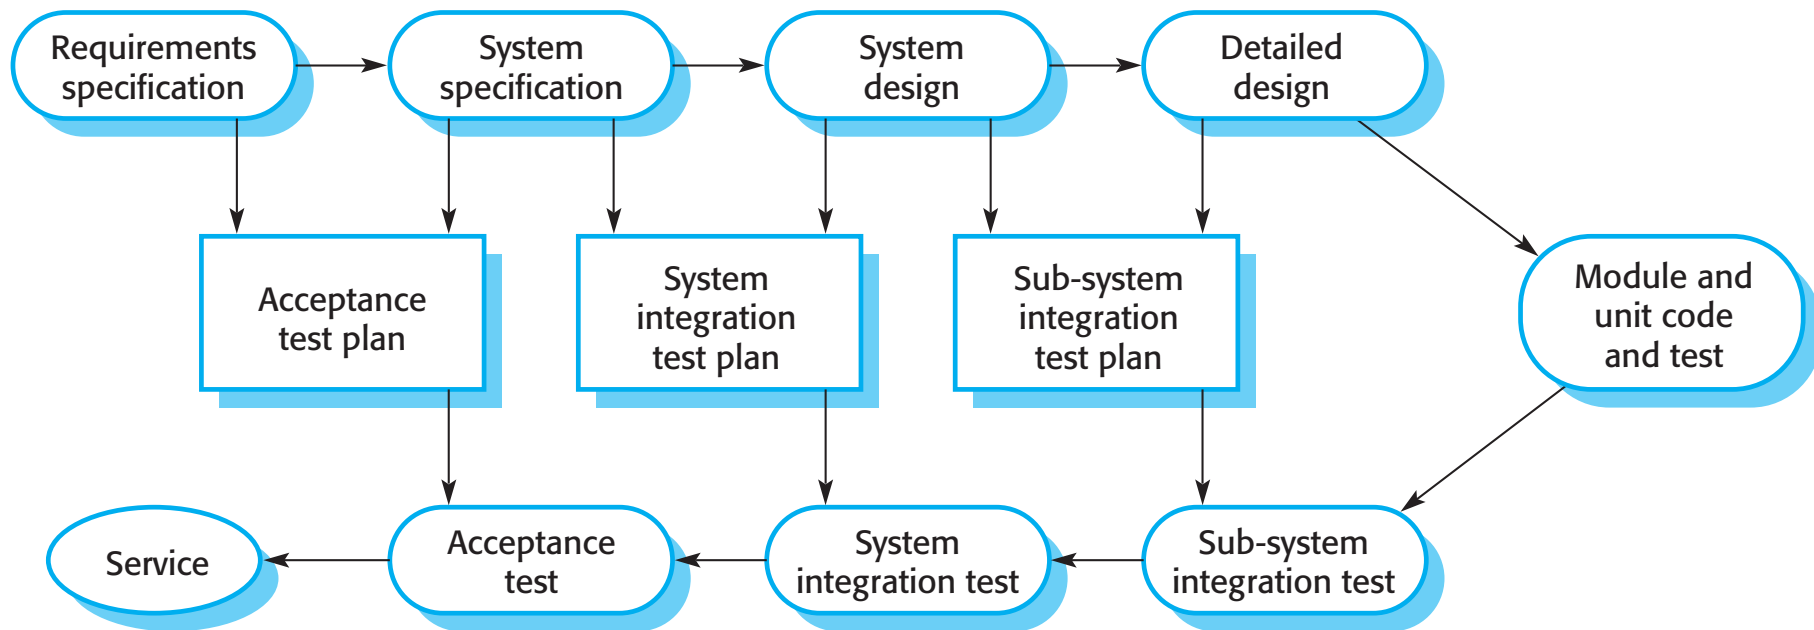 Requirements
specification
System
specification
System
design
Detailed
design
Acceptance
test plan
System
integration
test plan
Sub-system
integration
test plan
Module and
unit code
and test
Service
Acceptance
test
System
integration test
Sub-system
integration test